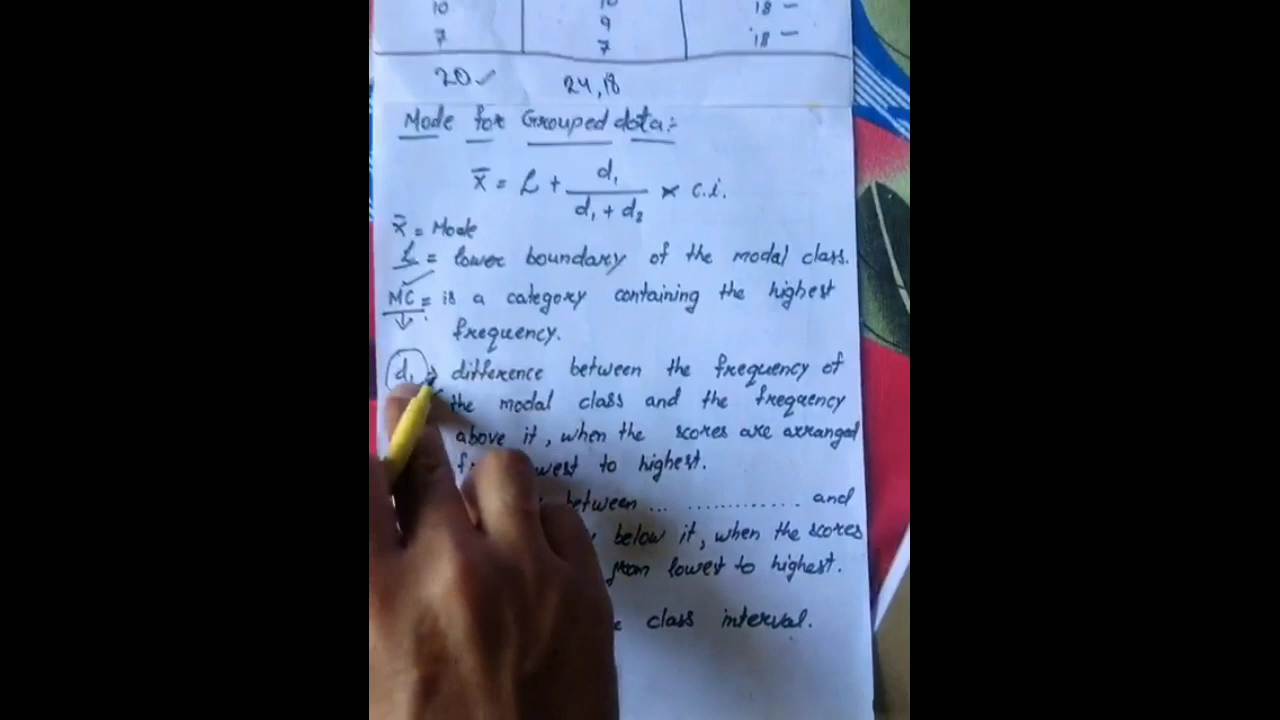 10 10 18 –
9
7 7 18 –
20 ✓ 24, 18
Mode for Grouped data:-
x̄ = L + d₁ / (d₁ + d₂) × c.i.
x̄ = Mode
L = lower boundary of the modal class.
MC = is a category containing the highest
frequency.
d₁ = difference between the frequency of
the modal class and the frequency
above it, when the scores are arranged
lowest to highest.
between ... ............ and
below it, when the scores
from lowest to highest.
class interval.